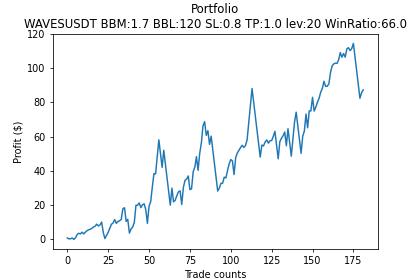 Portfolio
WAVESUSDT BBM:1.7 BBL:120 SL:0.8 TP:1.0 lev:20 WinRatio:66.0
120
100
80
60
40
20
0
Profit ($)
0 25 50 75 100 125 150 175
Trade counts